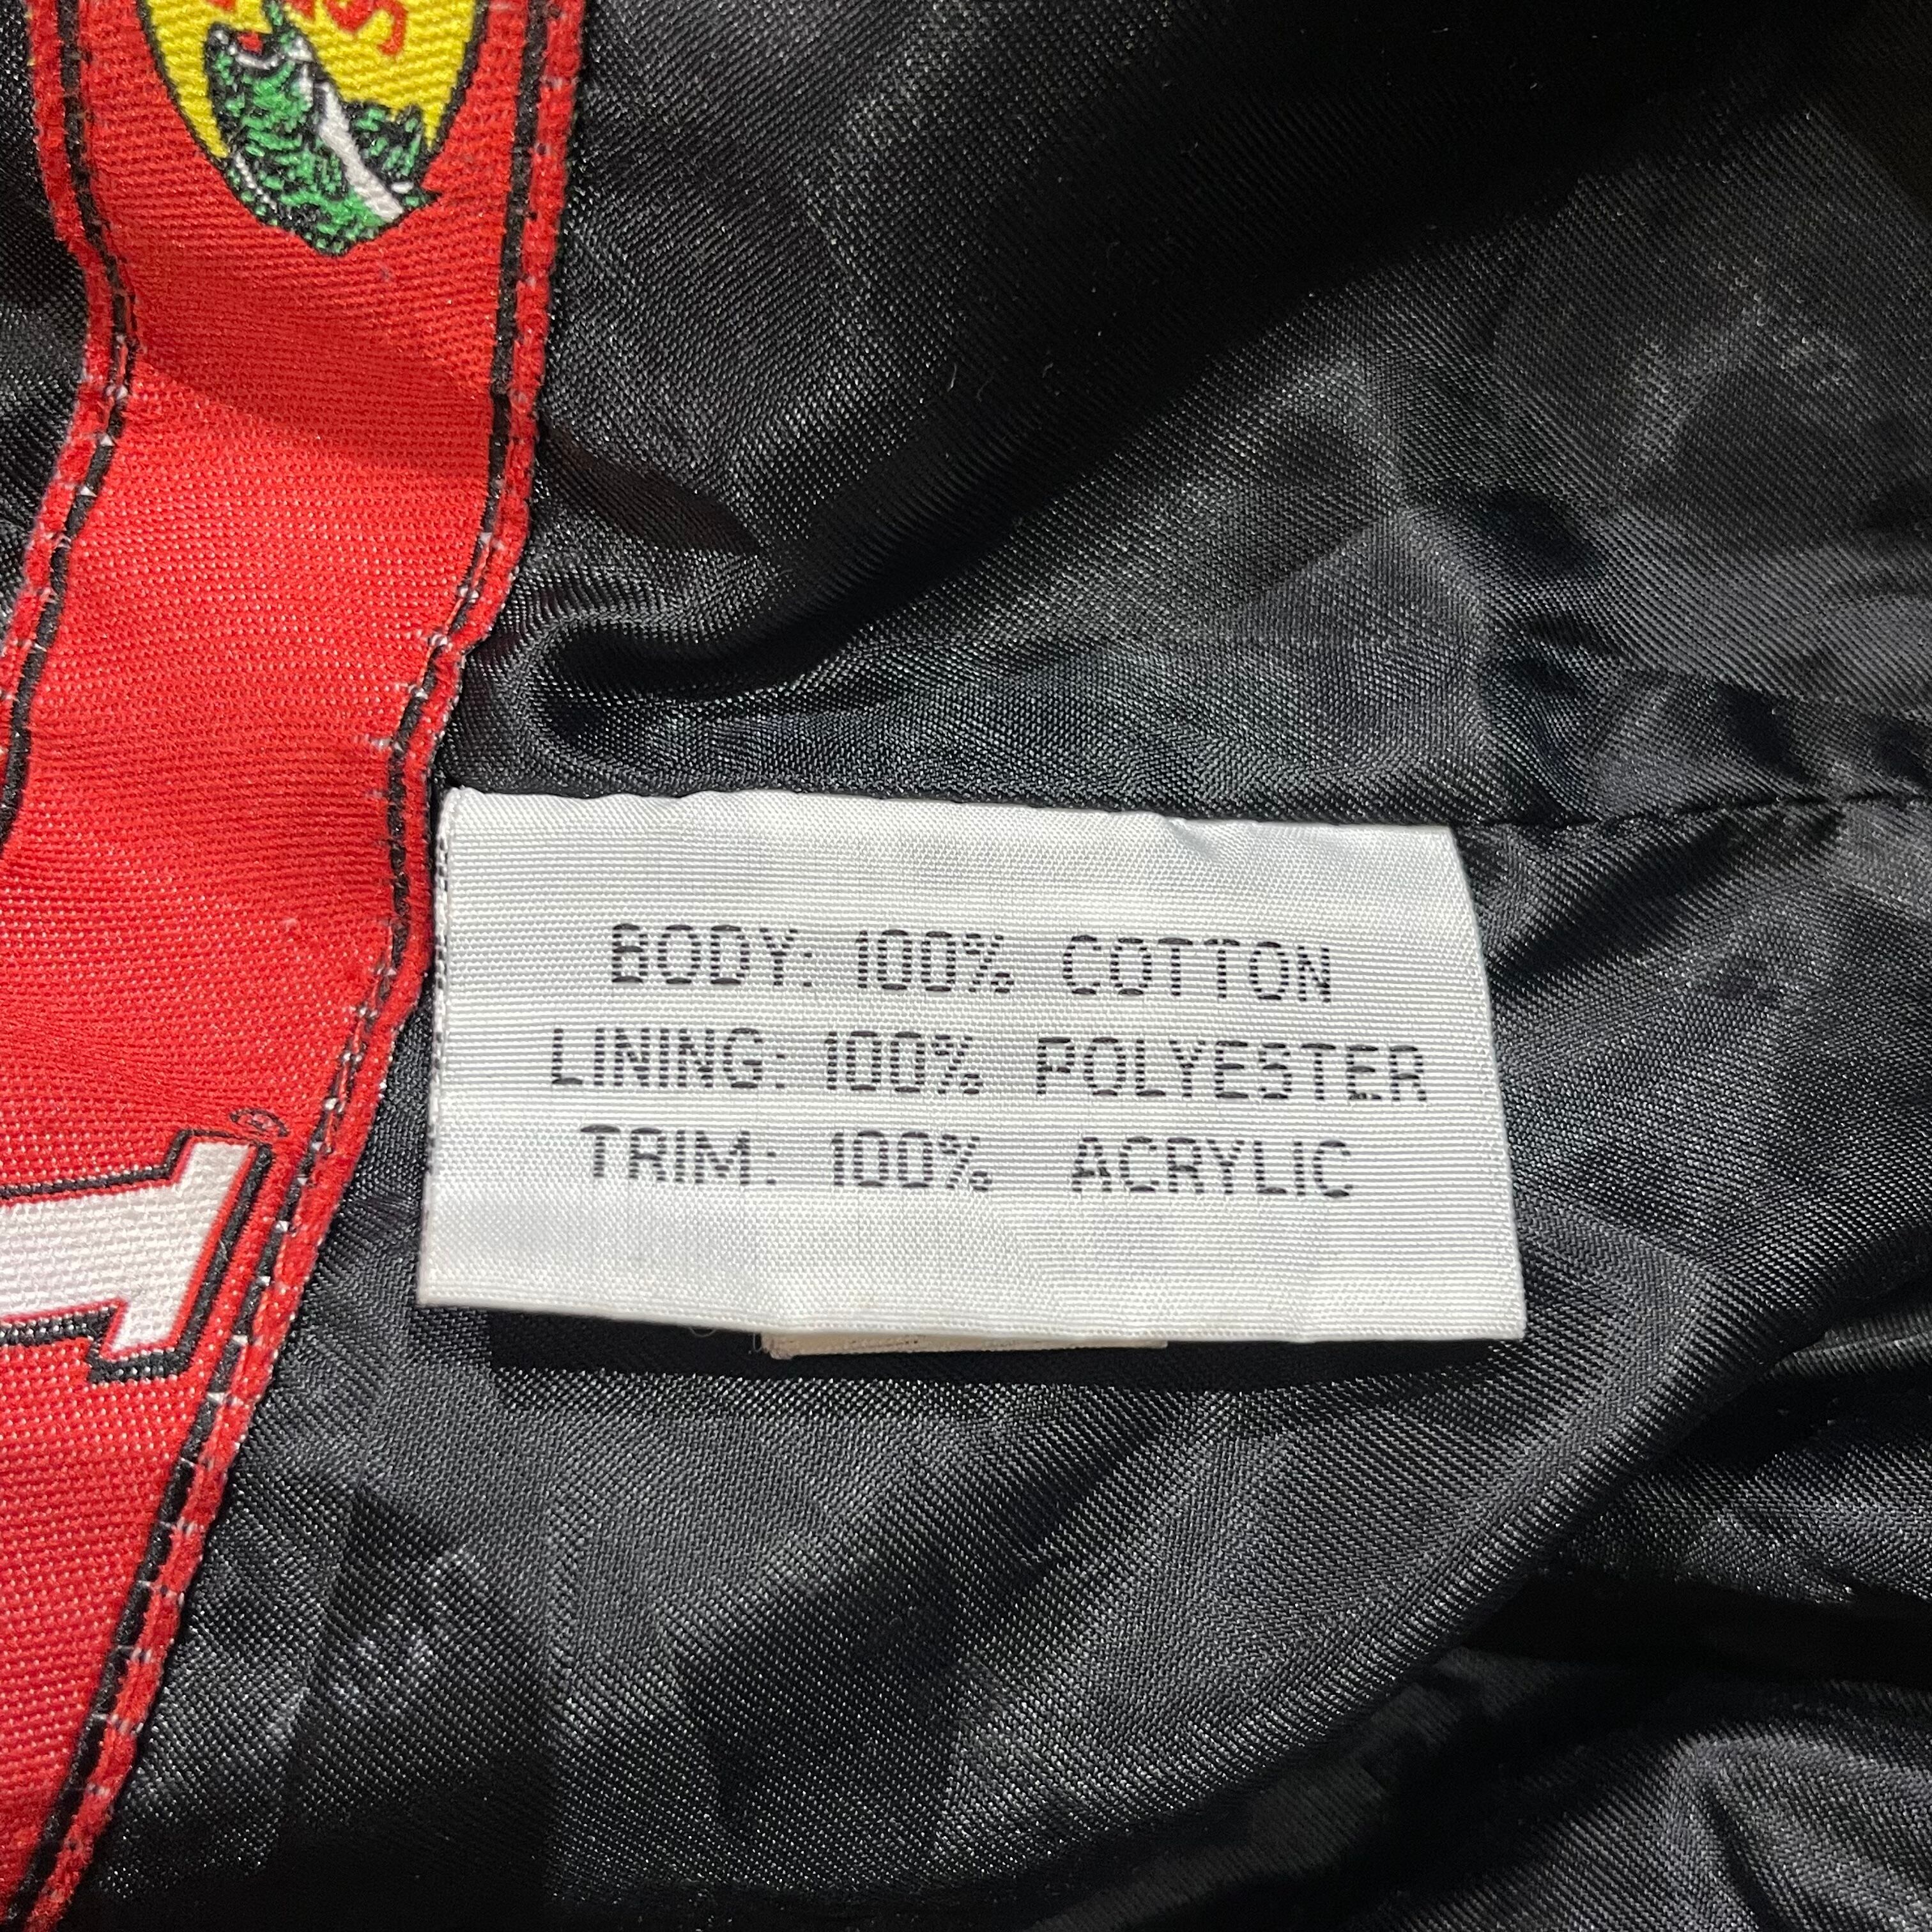 BODY: 100% COTTON
LINING: 100% POLYESTER
TRIM: 100% ACRYLIC